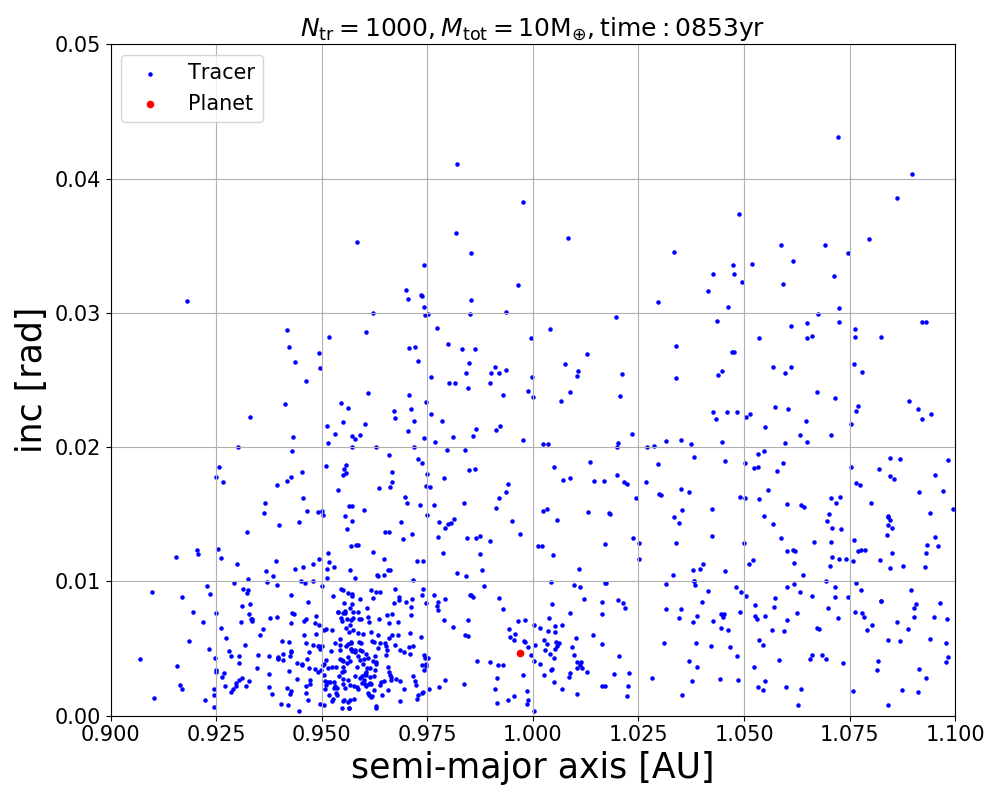 N_tr = 1000, M_tot = 10M_⊕, time : 0853yr
0.05
Tracer
Planet
0.04
0.03
inc [rad]
0.02
0.01
0.00
0.900 0.925 0.950 0.975 1.000 1.025 1.050 1.075 1.100
semi-major axis [AU]